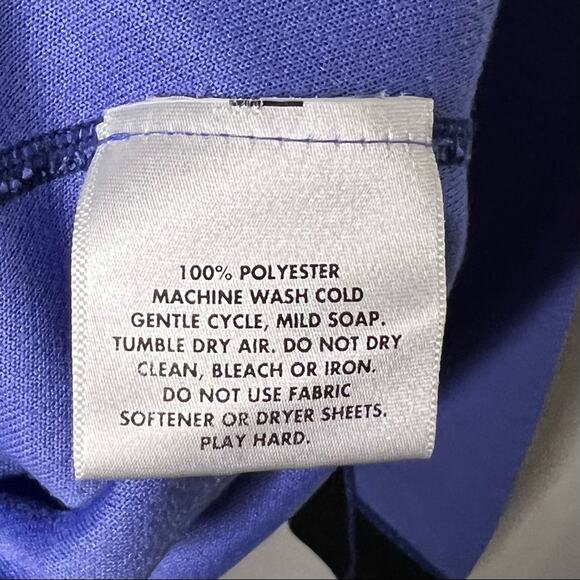 100% POLYESTER
MACHINE WASH COLD
GENTLE CYCLE, MILD SOAP.
TUMBLE DRY AIR. DO NOT DRY
CLEAN, BLEACH OR IRON.
DO NOT USE FABRIC
SOFTENER OR DRYER SHEETS.
PLAY HARD.